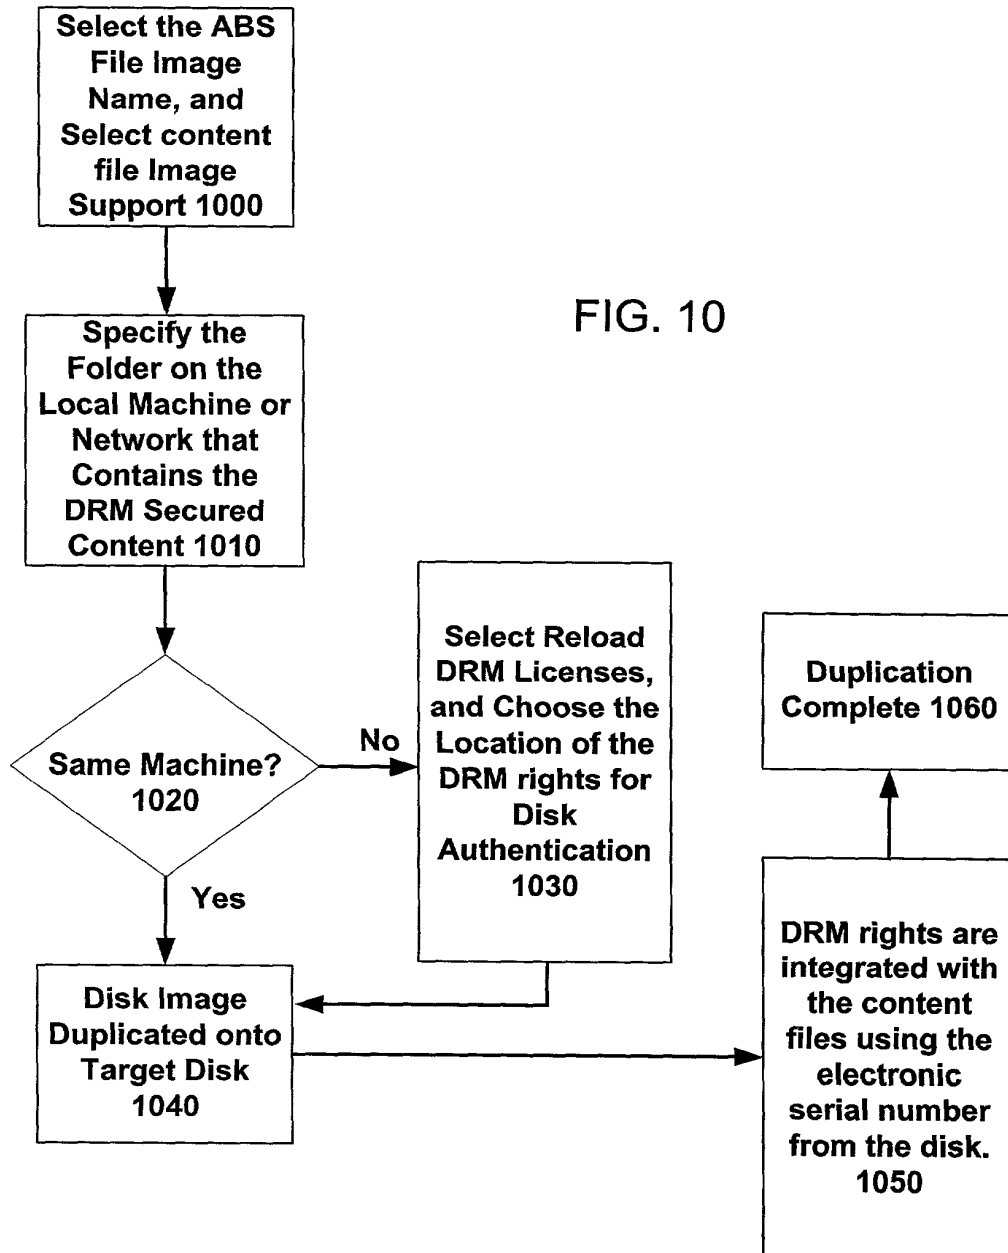 Select the ABS
File Image
Name, and
Select content
file Image
Support 1000
FIG. 10
Specify the
Folder on the
Local Machine or
Network that
Contains the
DRM Secured
Content 1010
Same Machine?
1020
No
Yes
Select Reload
DRM Licenses,
and Choose the
Location of the
DRM rights for
Disk
Authentication
1030
Disk Image
Duplicated onto
Target Disk
1040
DRM rights are
integrated with
the content
files using the
electronic
serial number
from the disk.
1050
Duplication
Complete 1060